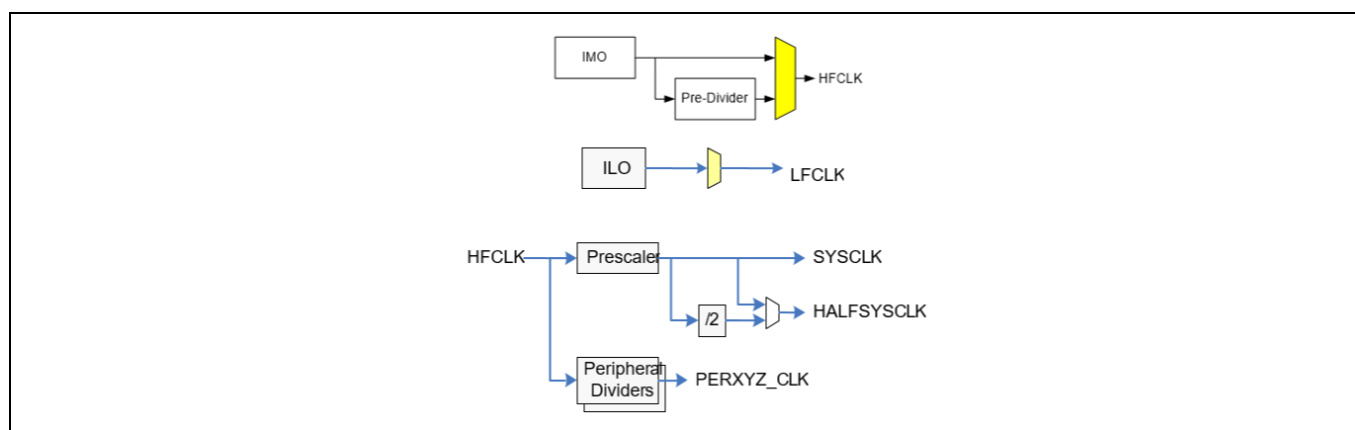 IMO
HFCLK
Pre-Divider
ILO
LFCLK
HFCLK
Prescaler
SYSCLK
/2
HALFSYSCLK
Peripheral
Dividers
PERXYZ_CLK